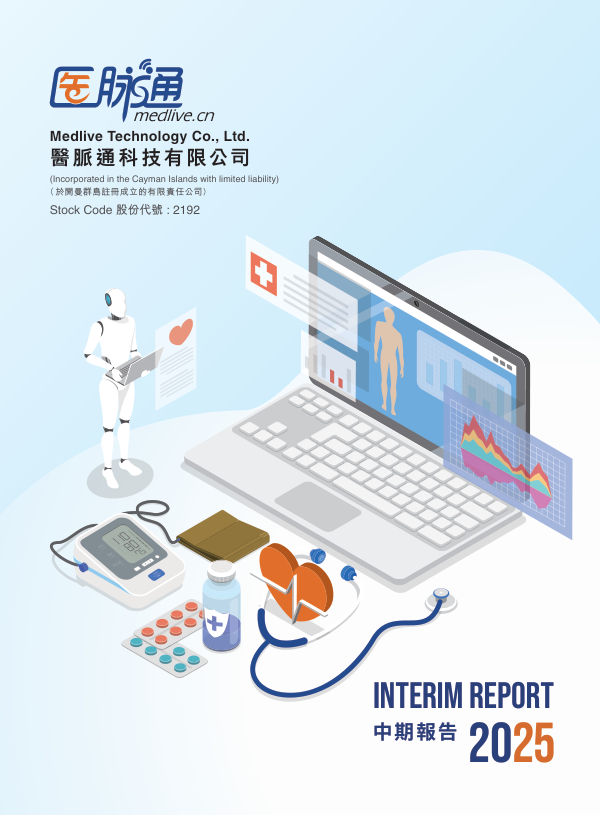 医脉通
medlive.cn
Medlive Technology Co., Ltd.
醫脈通科技有限公司
(Incorporated in the Cayman Islands with limited liability)
(於開曼群島註冊成立的有限責任公司)
Stock Code 股份代號 : 2192
INTERIM REPORT
中期報告 2025